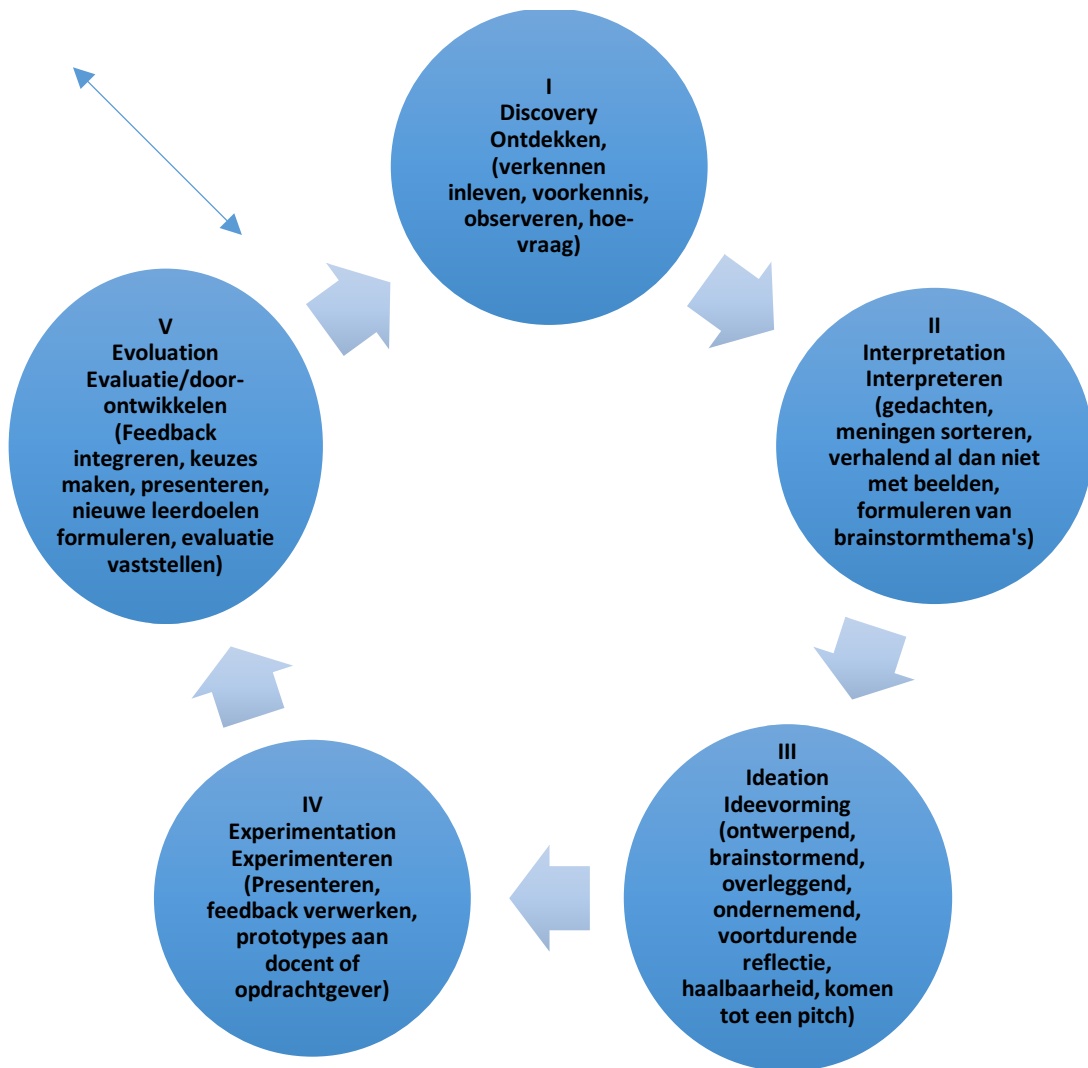 I
Discovery
Ontdekken,
(verkennen
inleven, voorkennis,
observeren, hoe-
vraag)
II
Interpretation
Interpreteren
(gedachten,
meningen sorteren,
verhalend al dan niet
met beelden,
formuleren van
brainstormthema's)
III
Ideation
Ideevorming
(ontwerpend,
brainstormend,
overleggend,
ondernemend,
voortdurende
reflectie,
haalbaarheid, komen
tot een pitch)
IV
Experimentation
Experimenteren
(Presenteren,
feedback verwerken,
prototypes aan
docent of
opdrachtgever)
V
Evoluation
Evaluatie/door-
ontwikkelen
(Feedback
integreren, keuzes
maken, presenteren,
nieuwe leerdoelen
formuleren, evaluatie
vaststellen)